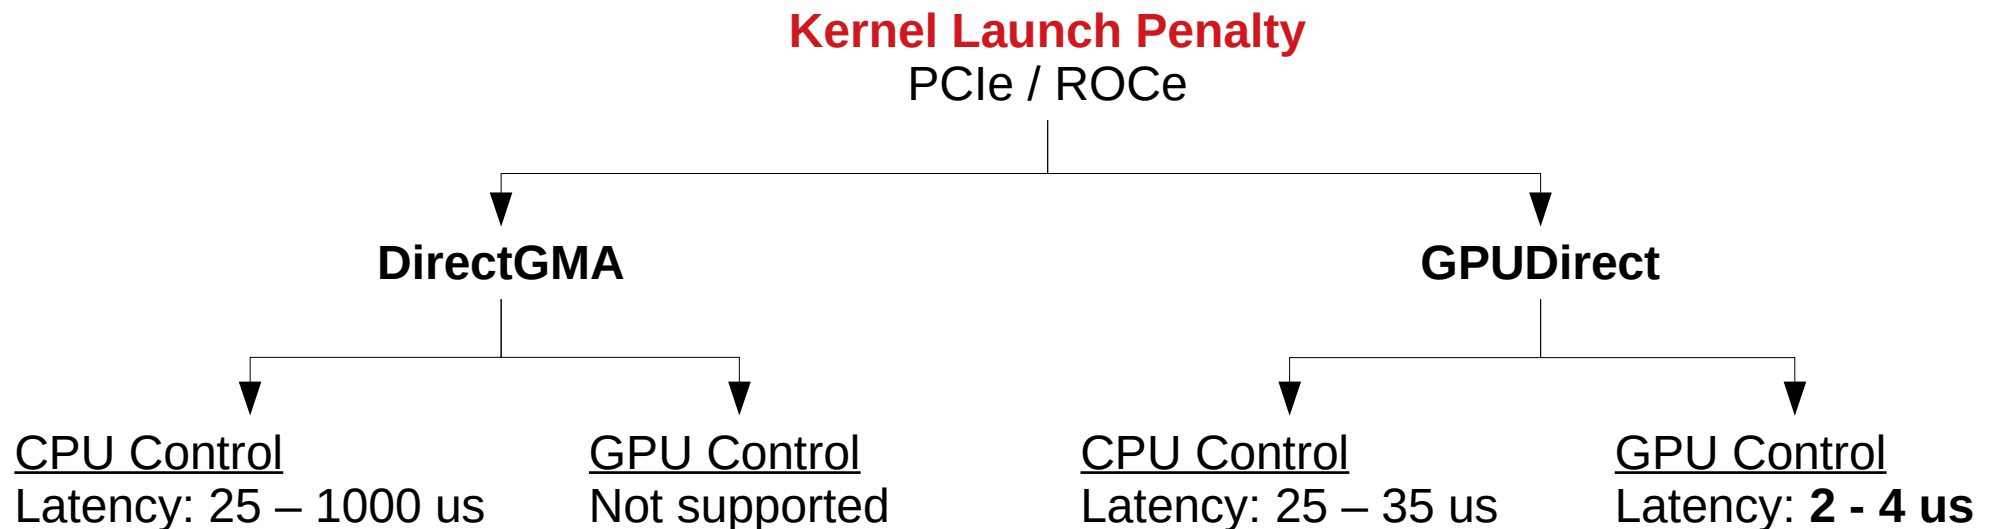 Kernel Launch Penalty
PCIe / ROCe
DirectGMA
GPUDirect
CPU Control
Latency: 25 – 1000 us
GPU Control
Not supported
CPU Control
Latency: 25 – 35 us
GPU Control
Latency: 2 - 4 us